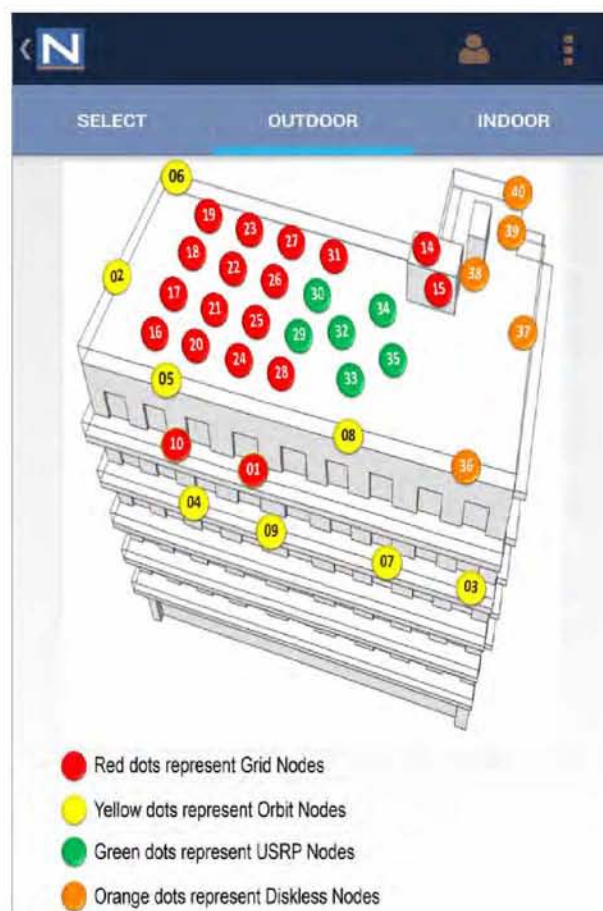 N
SELECT OUTDOOR INDOOR
06
40
19 23 27 31 14 39
18 22 26 38
02 15
17 21 25 30 34
16 20 24 28 29 32 35 37
05 33
08
10 01 36
04 09
07 03
Red dots represent Grid Nodes
Yellow dots represent Orbit Nodes
Green dots represent USRP Nodes
Orange dots represent Diskless Nodes